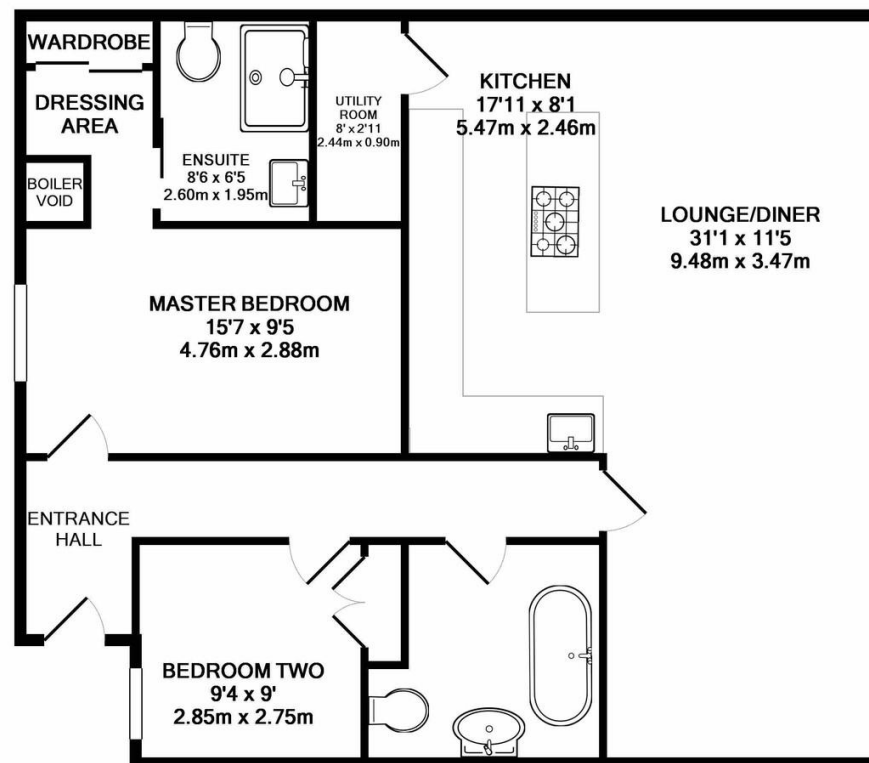 WARDROBE
DRESSING
AREA
BOILER
VOID
ENSUITE
8'6 x 6'5
2.60m x 1.95m
UTILITY
ROOM
8' x 2'11
2.44m x 0.90m
KITCHEN
17'11 x 8'1
5.47m x 2.46m
LOUNGE/DINER
31'1 x 11'5
9.48m x 3.47m
MASTER BEDROOM
15'7 x 9'5
4.76m x 2.88m
ENTRANCE
HALL
BEDROOM TWO
9'4 x 9'
2.85m x 2.75m